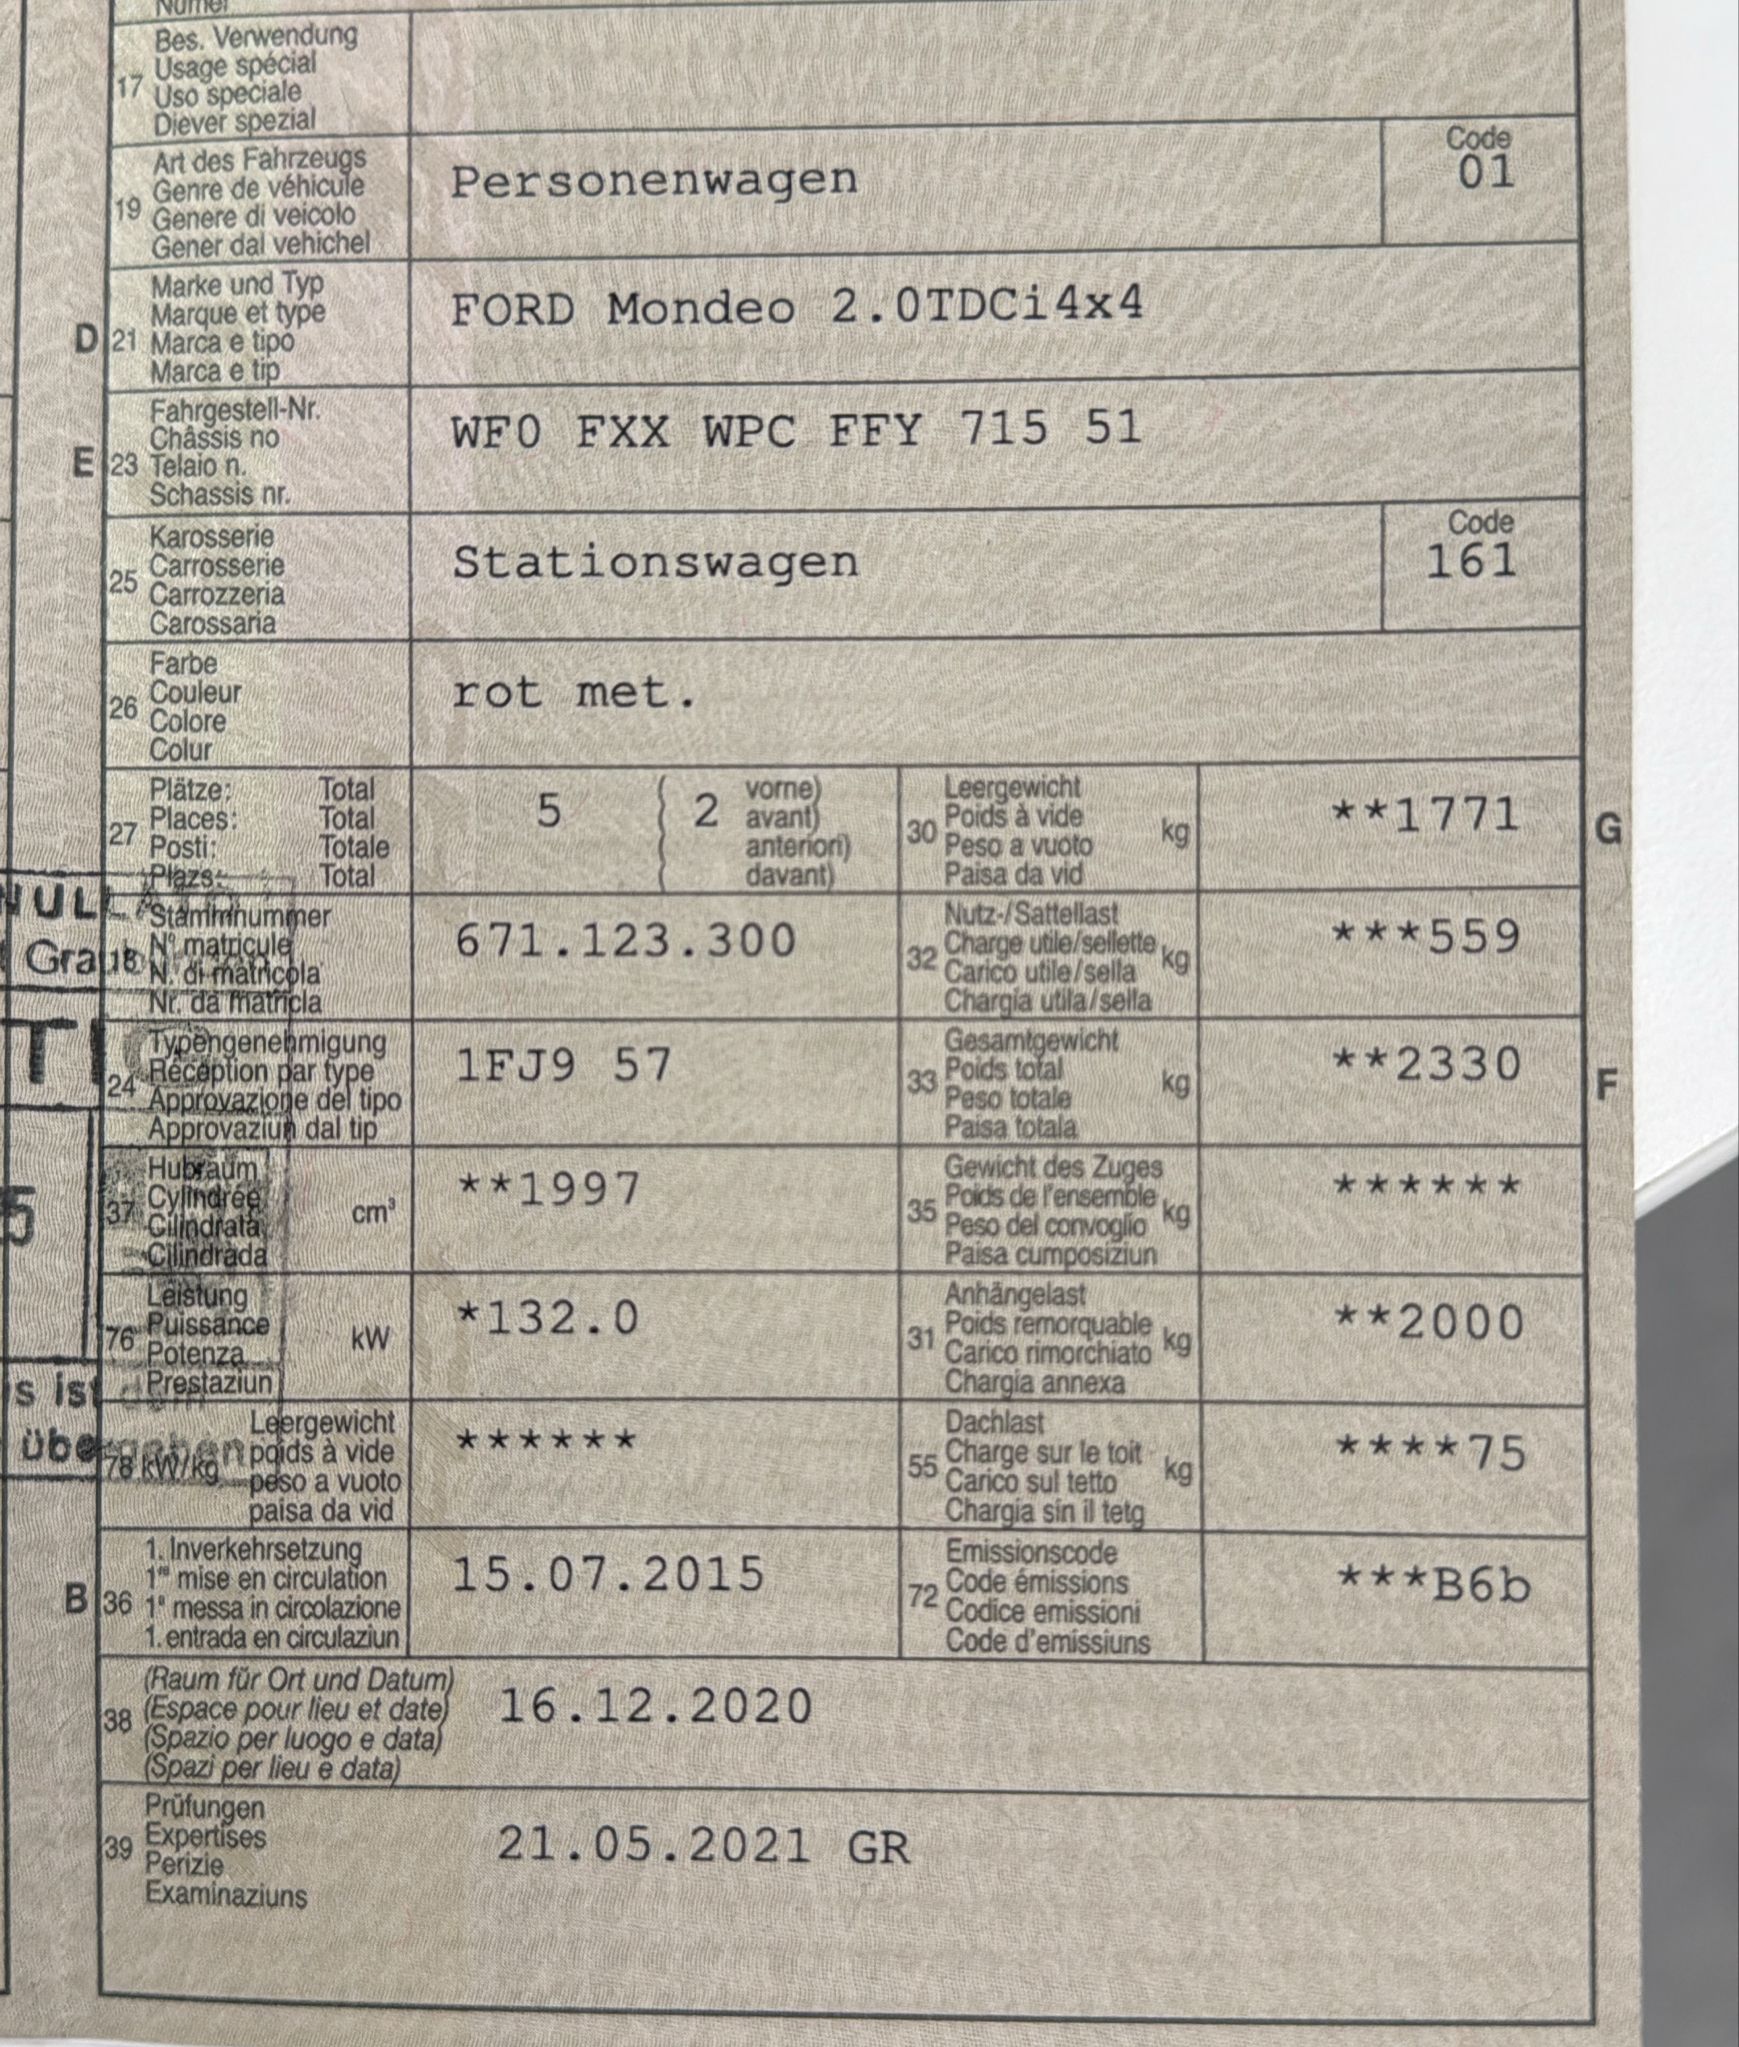 Bes. Verwendung
17 Usage spécial
Uso speciale
Diever spezial
Art des Fahrzeugs
19 Genre de véhicule
Genere di veicolo
Gener dal vehichel
Personenwagen
Code
01
Marke und Typ
Marque et type
D 21 Marca e tipo
Marca e tip
FORD Mondeo 2.0TDCi4x4
Fahrgestell-Nr.
Châssis no
E 23 Telaio n.
Schassis nr.
WF0 FXX WPC FFY 715 51
Karosserie
25 Carrosserie
Carrozzeria
Carossaria
Stationswagen
Code
161
Farbe
26 Couleur
Colore
Colur
rot met.
Plätze: Total
27 Places: Total
Posti: Totale
Plazs: Total
5 ( 2 vorne)
( avant)
( anteriori)
( davant)
Leergewicht
30 Poids à vide kg
Peso a vuoto
Paisa da vid
**1771 G
Stammnummer
18 N° matricule
N. di matricola
Nr. da matricla
671.123.300
Nutz-/Sattellast
32 Charge utile/sellette kg
Carico utile/sella
Chargia utila/sella
***559
Typengenehmigung
24 Réception par type
Approvazione del tipo
Approvaziun dal tip
1FJ9 57
Gesamtgewicht
33 Poids total kg
Peso totale
Paisa totala
**2330 F
Hubraum
37 Cylindrée cm³
Cilindrata
Cilindrada
**1997
Gewicht des Zuges
35 Poids de l'ensemble kg
Peso del convoglio
Paisa cumposiziun
******
Leistung
76 Puissance kW
Potenza
Prestaziun
*132.0
Anhängelast
31 Poids remorquable kg
Carico rimorchiato
Chargia annexa
**2000
Leergewicht
78 kW/kg poids à vide
peso a vuoto
paisa da vid
******
Dachlast
55 Charge sur le toit kg
Carico sul tetto
Chargia sin il tetg
****75
1. Inverkehrsetzung
1re mise en circulation
B 36 1a messa in circolazione
1. entrada en circulaziun
15.07.2015
Emissionscode
72 Code émissions
Codice emissioni
Code d'emissiuns
***B6b
(Raum für Ort und Datum)
38 (Espace pour lieu et date)
(Spazio per luogo e data)
(Spazi per lieu e data)
16.12.2020
Prüfungen
39 Expertises
Perizie
Examinaziuns
21.05.2021 GR
5
s ist dem
übergeben